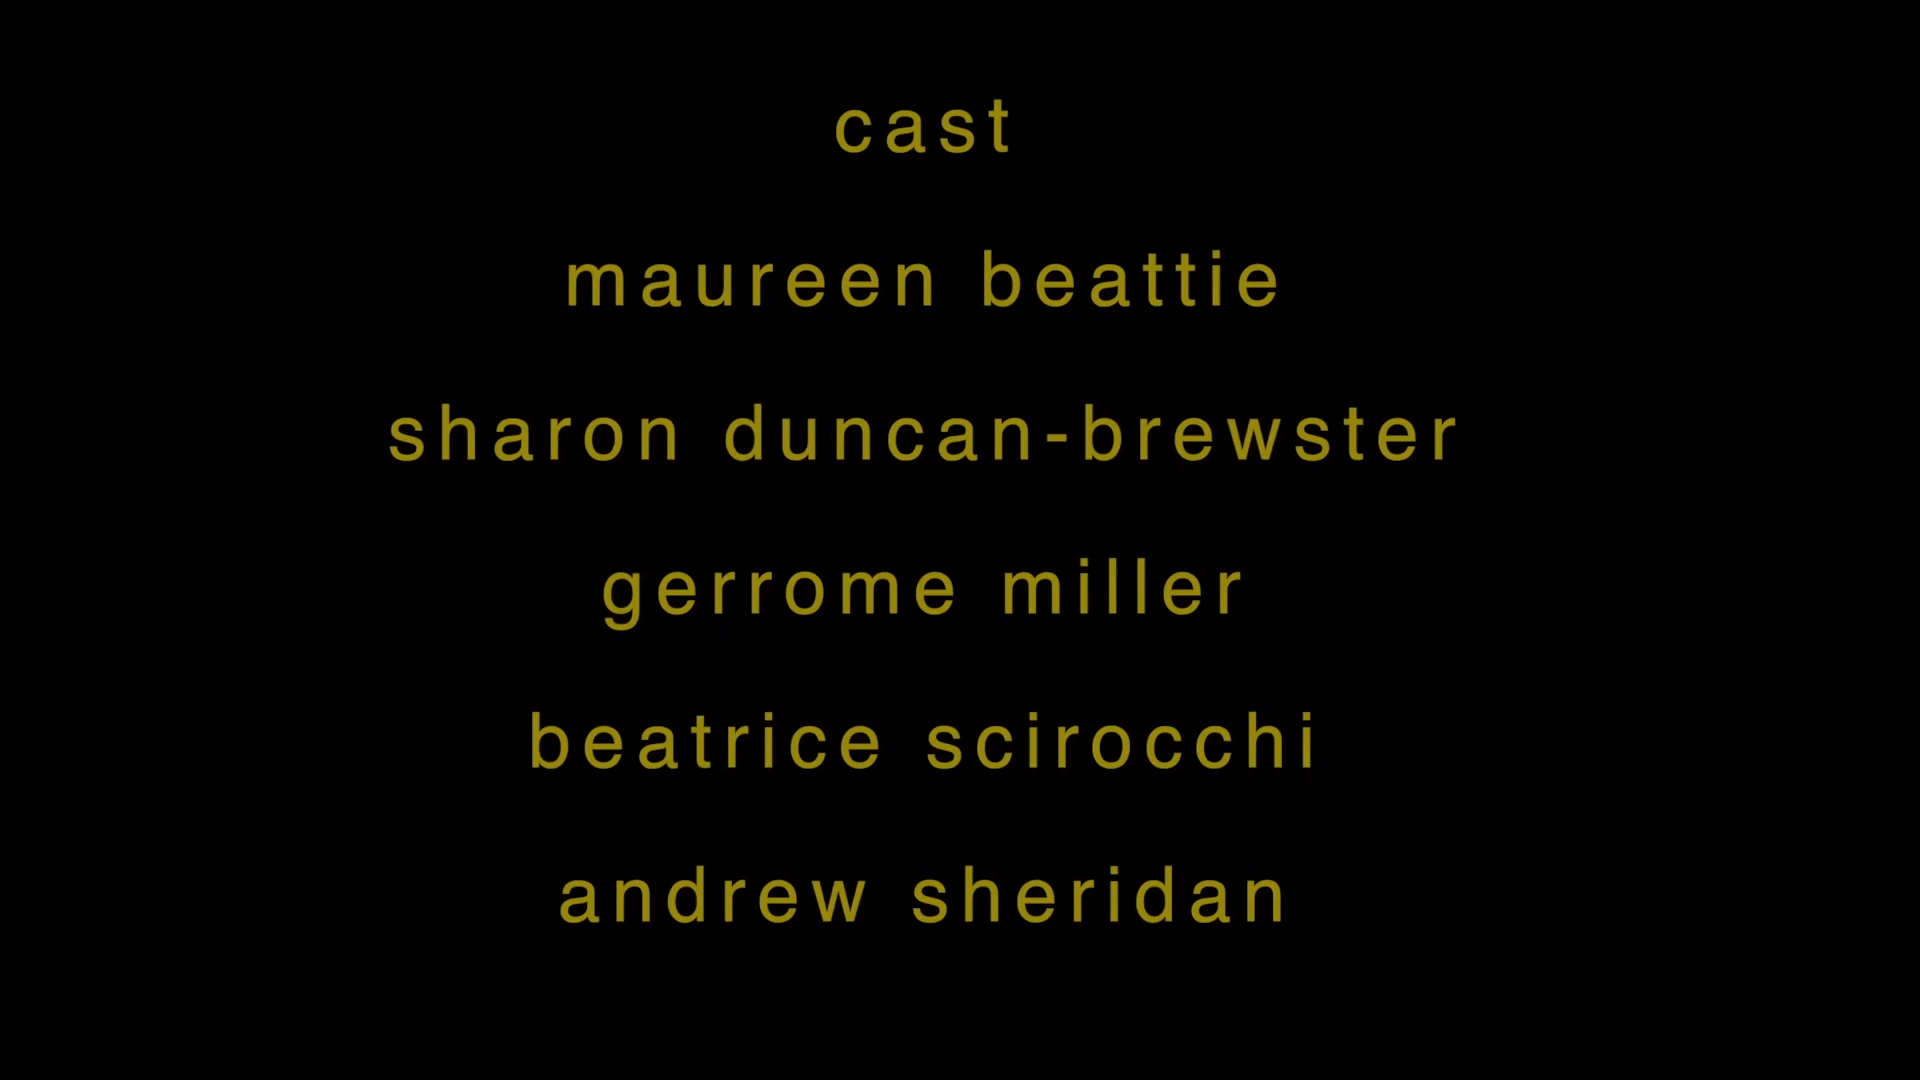 cast
maureen beattie
sharon duncan-brewster
gerrome miller
beatrice scirocchi
andrew sheridan